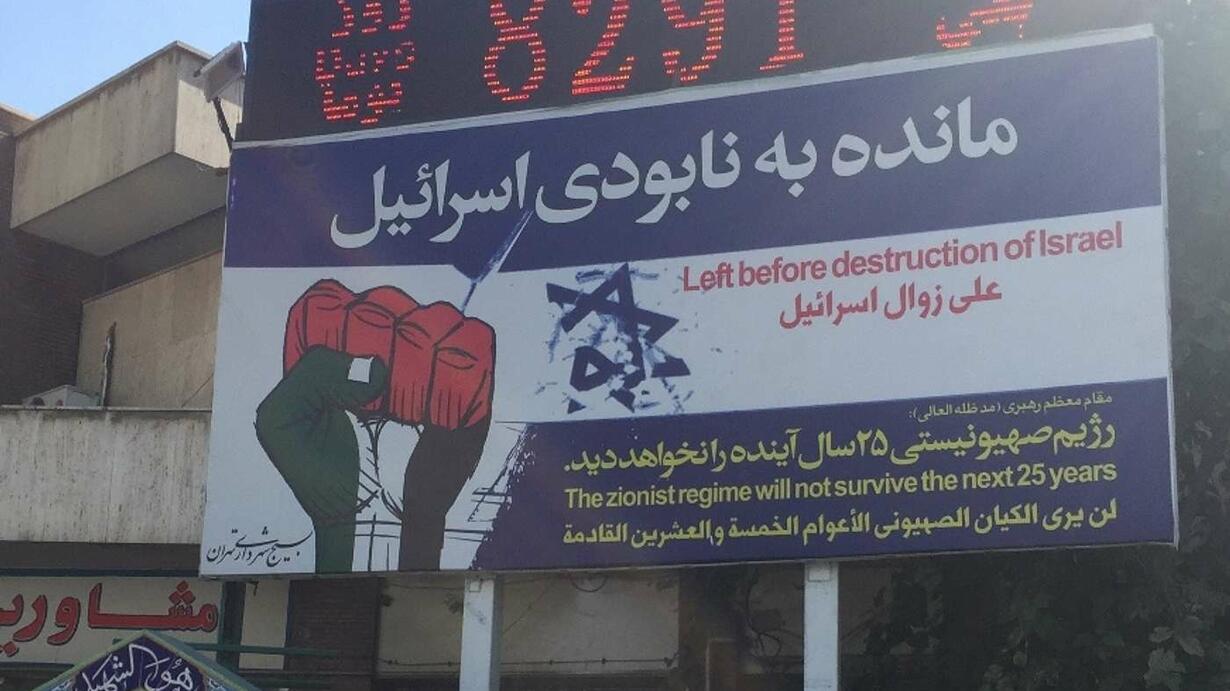 روز
8291
مانده به نابودی اسرائیل
Left before destruction of Israel
علی زوال اسرائیل
مقام معظم رهبری (مد ظله العالی):
رژیم صهیونیستی ۲۵ سال آینده را نخواهد دید.
The zionist regime will not survive the next 25 years
لن یری الکیان الصهیونی الأعوام الخمسة والعشرین القادمة
بسیج شهرداری تهران
هو الشهید